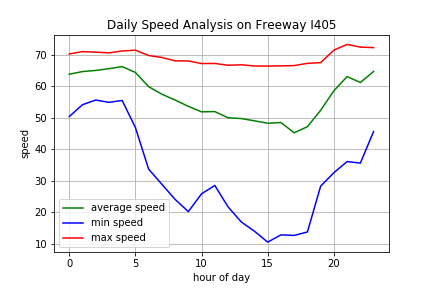 Daily Speed Analysis on Freeway I405
speed
70
60
50
40
30
20
10
average speed
min speed
max speed
0
5
10
15
20
hour of day